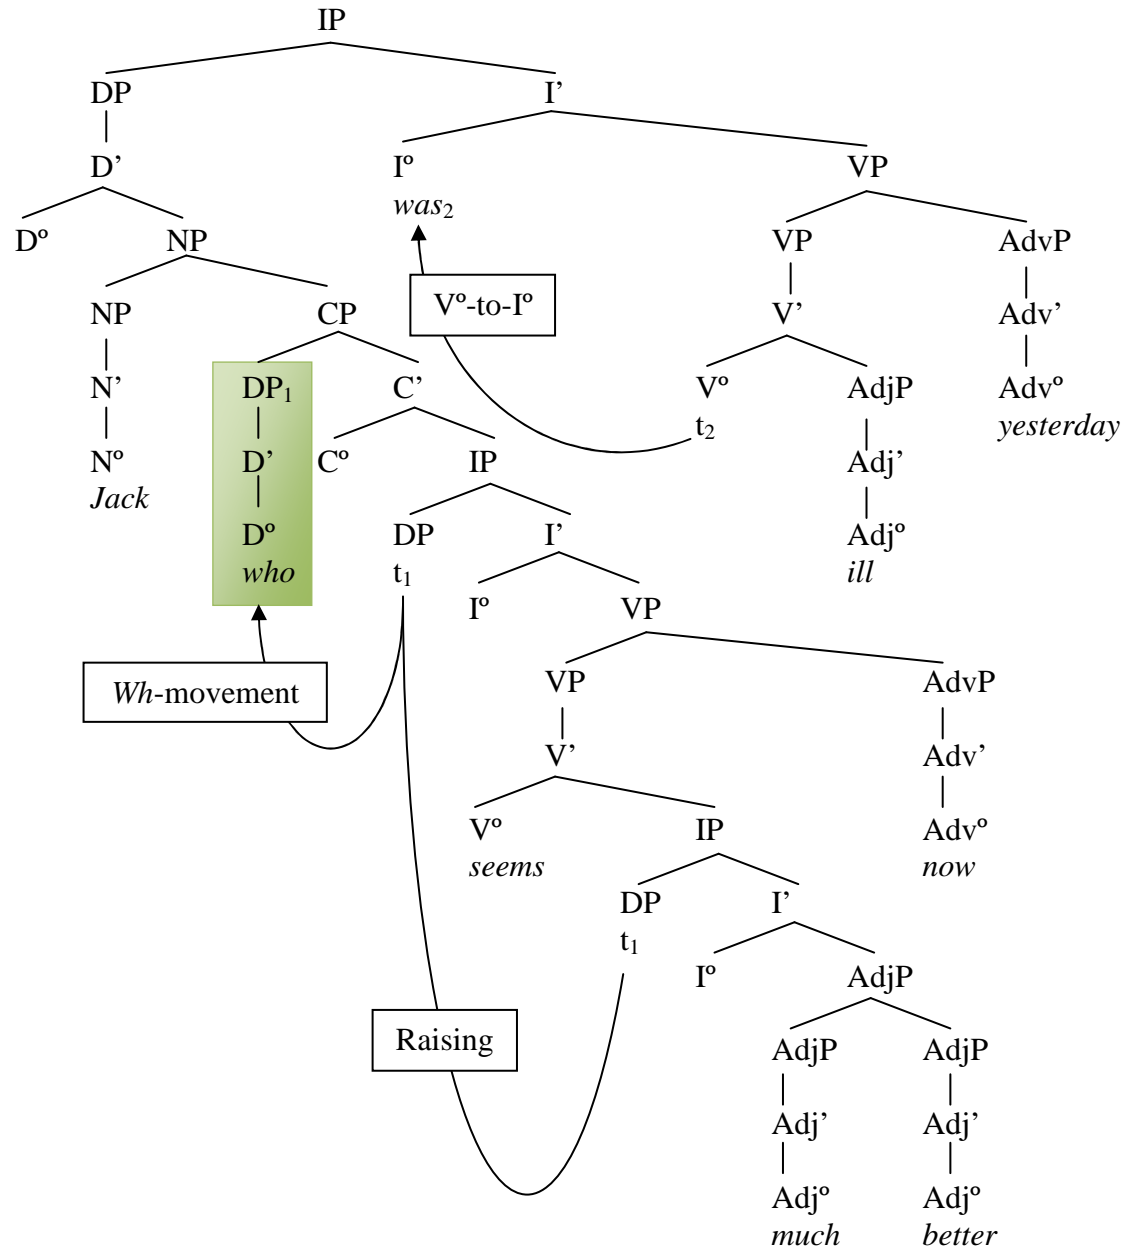 IP
DP I’
D’ Iº VP
was₂
Dº NP VP AdvP
Vº-to-Iº
NP CP V’ Adv’
N’ DP₁ C’ Vº AdjP Advº
t₂ yesterday
Nº D’ Cº IP Adj’
Jack
Dº DP I’ Adjº
who t₁ ill
Iº VP
Wh-movement VP AdvP
V’ Adv’
Vº IP Advº
seems now
DP I’
t₁
Iº AdjP
Raising AdjP AdjP
Adj’ Adj’
Adjº Adjº
much better